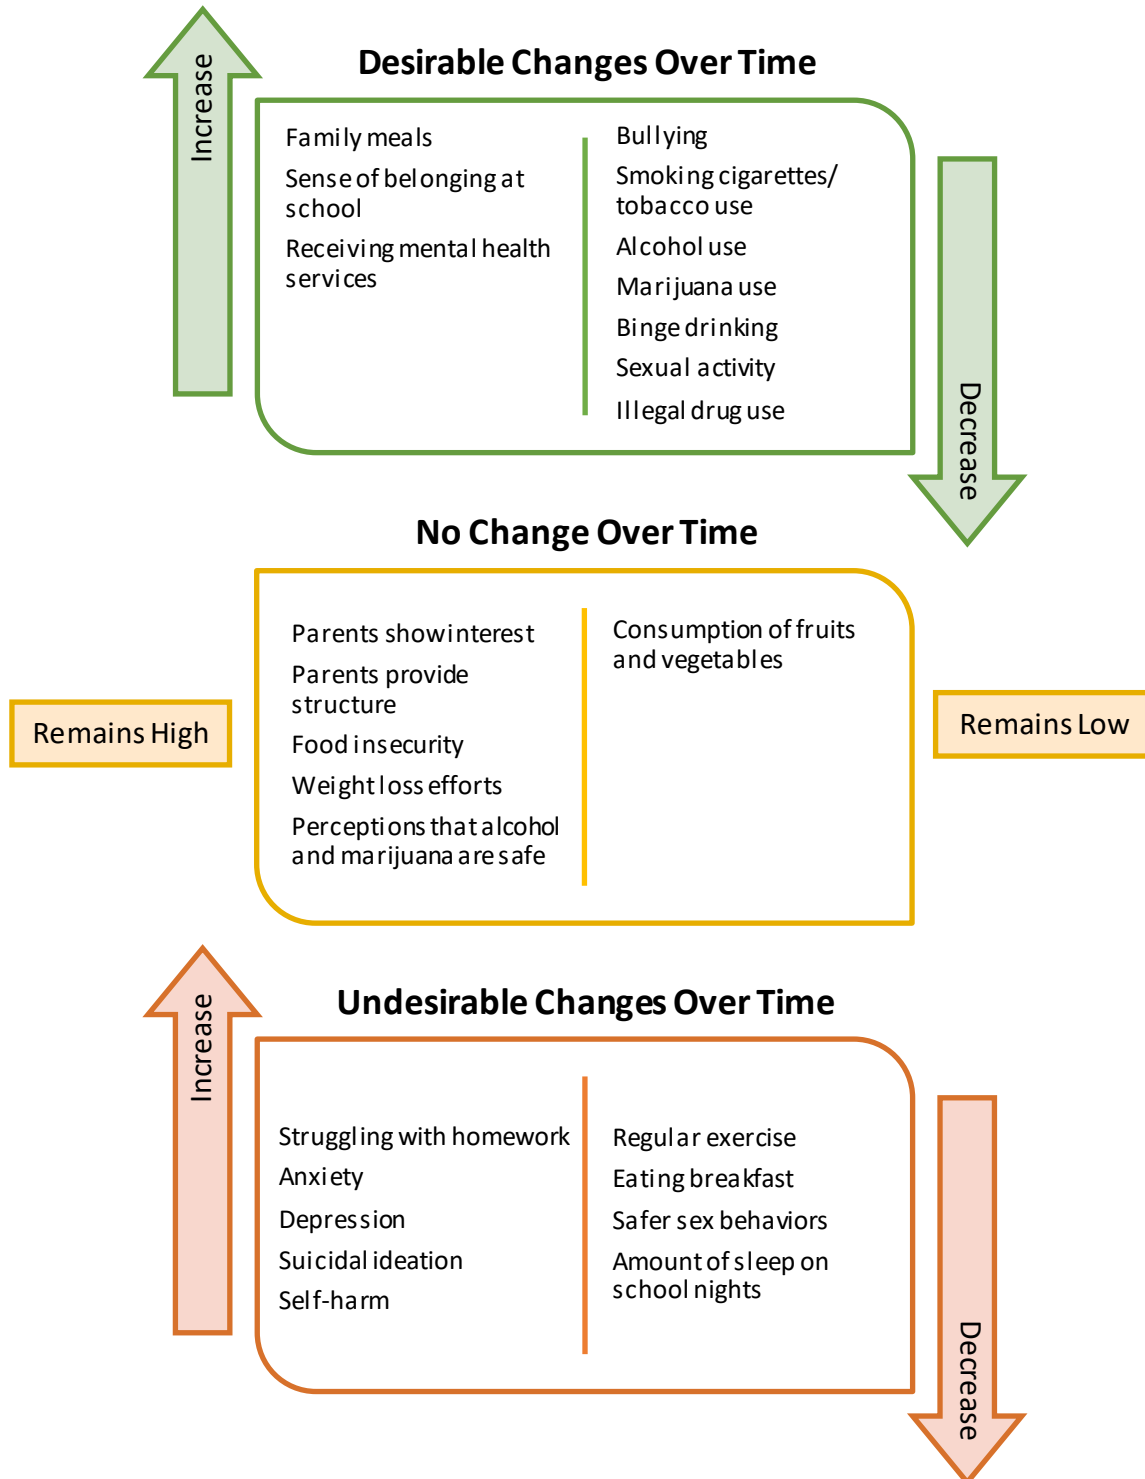 Increase
Desirable Changes Over Time
Family meals
Sense of belonging at
school
Receiving mental health
services
Bullying
Smoking cigarettes/
tobacco use
Alcohol use
Marijuana use
Binge drinking
Sexual activity
Illegal drug use
Decrease
No Change Over Time
Remains High
Parents show interest
Parents provide
structure
Food insecurity
Weight loss efforts
Perceptions that alcohol
and marijuana are safe
Consumption of fruits
and vegetables
Remains Low
Increase
Undesirable Changes Over Time
Struggling with homework
Anxiety
Depression
Suicidal ideation
Self-harm
Regular exercise
Eating breakfast
Safer sex behaviors
Amount of sleep on
school nights
Decrease